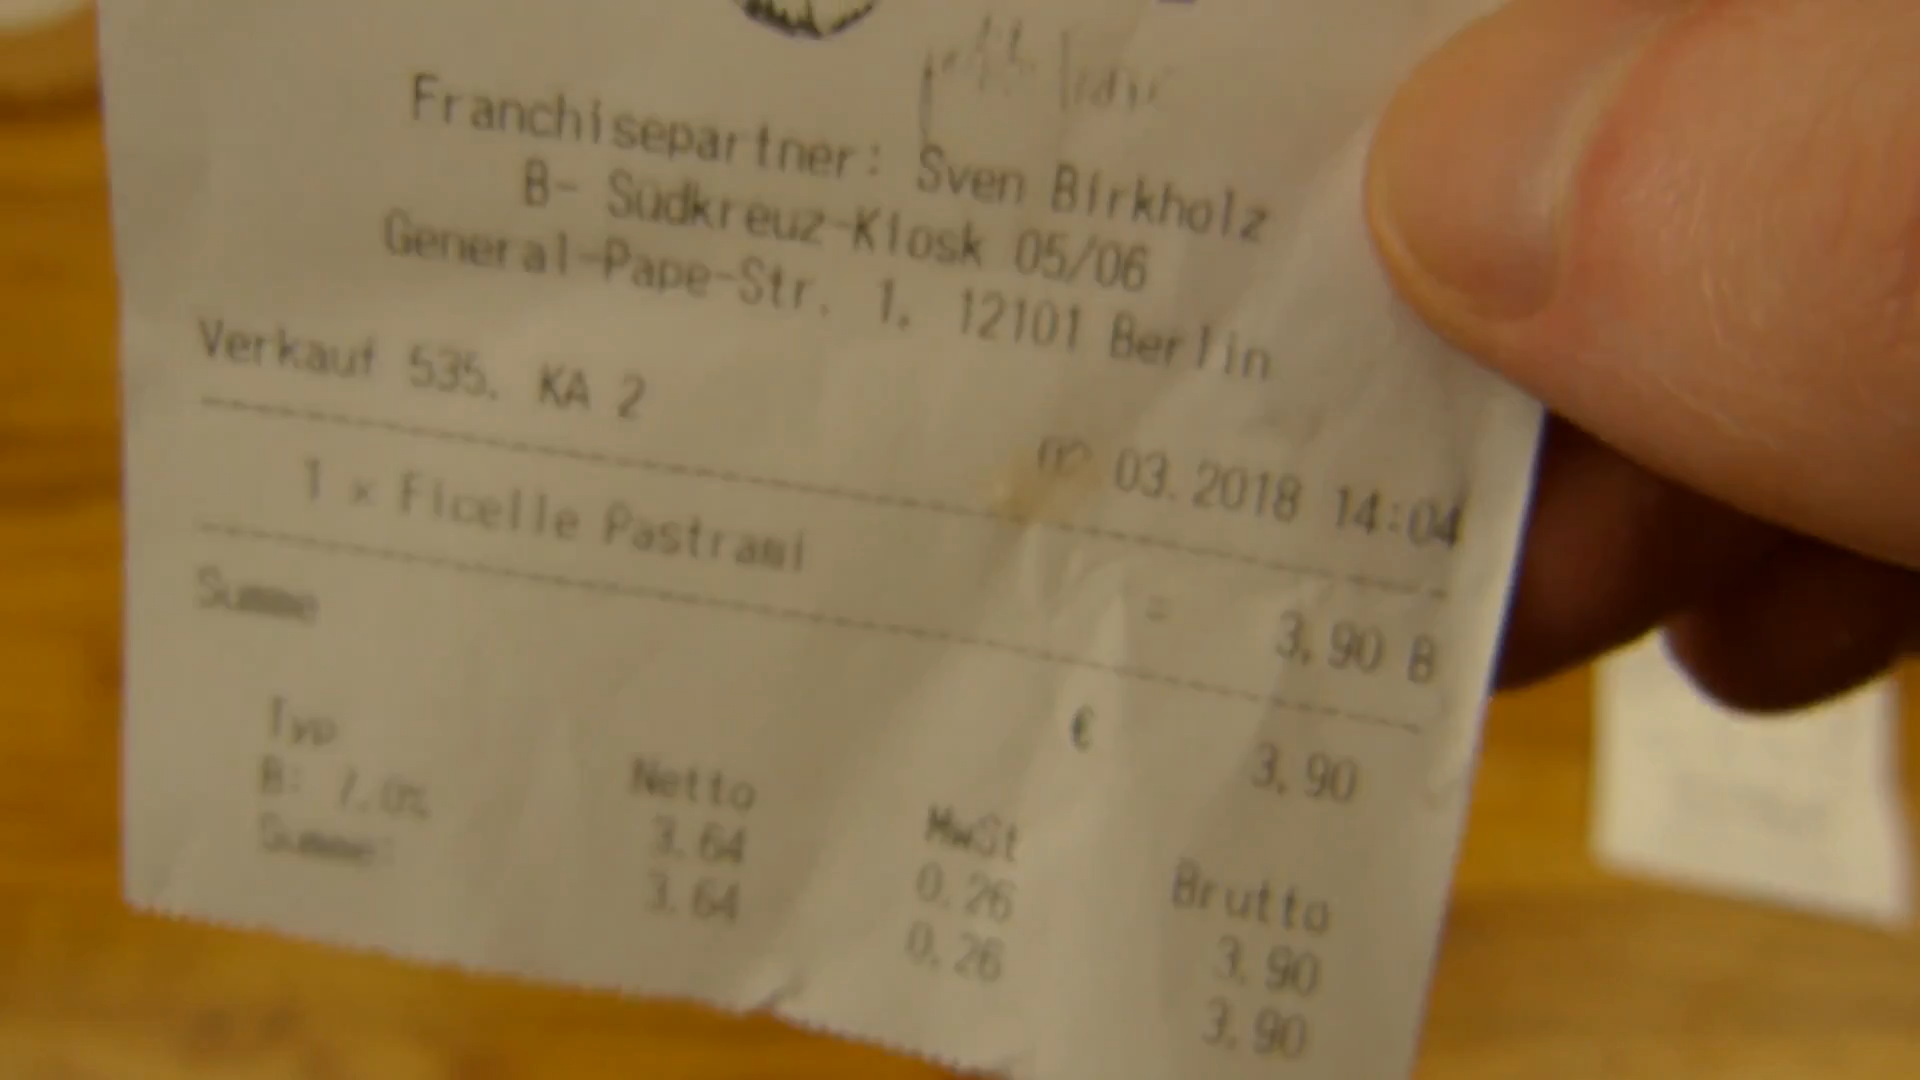 Franchisepartner: Sven Birkholz
B- Südkreuz-Kiosk 05/06
General-Pape-Str. 1, 12101 Berlin
Verkauf 535, KA 2
03.2018 14:04
1 x Ficelle Pastrami = 3,90 B
Summe € 3,90
Typ Netto MwSt Brutto
B: 7.0% 3.64 0.26 3.90
Summe: 3.64 0.26 3.90